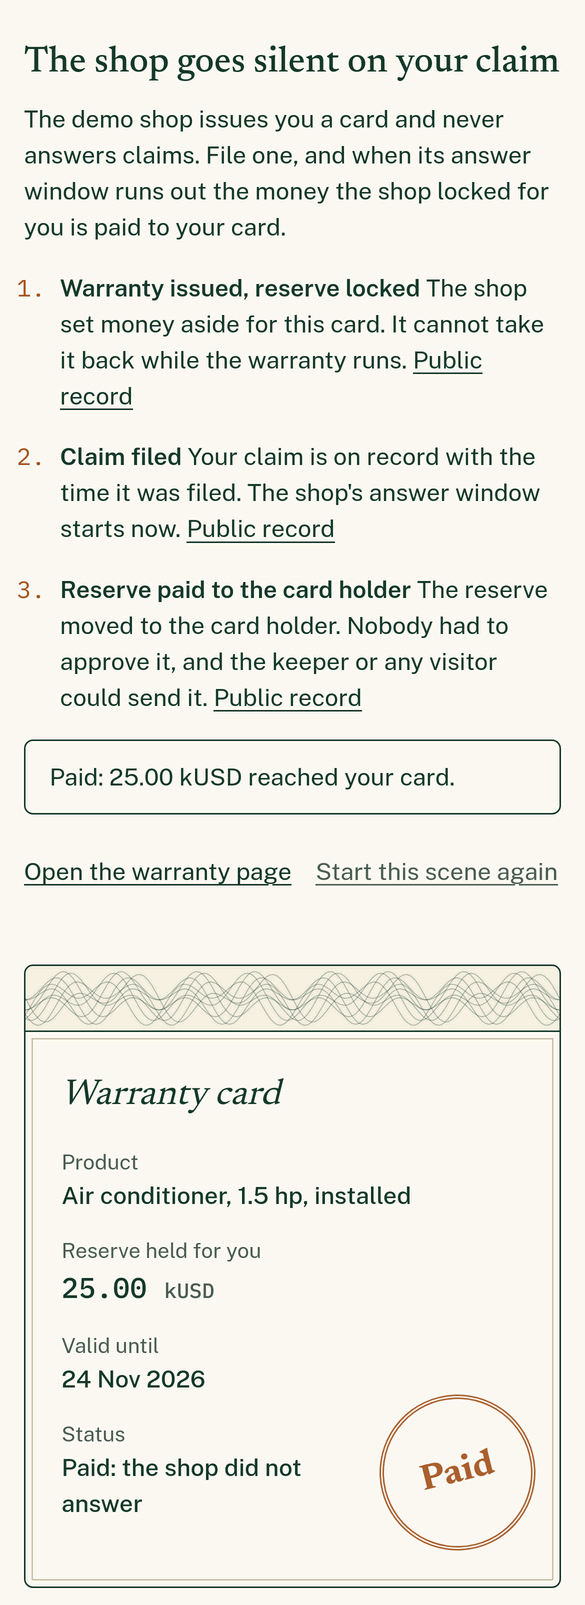 The shop goes silent on your claim
The demo shop issues you a card and never
answers claims. File one, and when its answer
window runs out the money the shop locked for
you is paid to your card.
1. Warranty issued, reserve locked The shop
set money aside for this card. It cannot take
it back while the warranty runs. Public
record
2. Claim filed Your claim is on record with the
time it was filed. The shop's answer window
starts now. Public record
3. Reserve paid to the card holder The reserve
moved to the card holder. Nobody had to
approve it, and the keeper or any visitor
could send it. Public record
Paid: 25.00 kUSD reached your card.
Open the warranty page Start this scene again
Warranty card
Product
Air conditioner, 1.5 hp, installed
Reserve held for you
25.00 kUSD
Valid until
24 Nov 2026
Status
Paid: the shop did not
answer
Paid